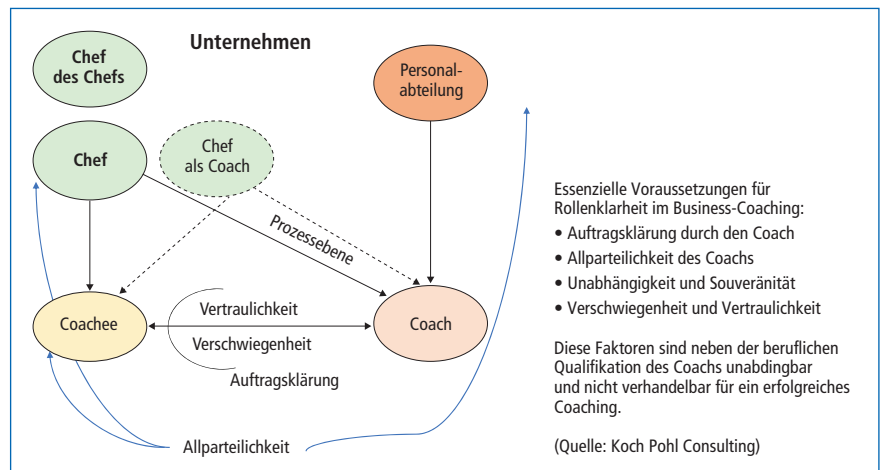 Unternehmen
Chef
des Chefs
Personal-
abteilung
Chef
Chef
als Coach
Prozessebene
Coachee
Vertraulichkeit
Verschwiegenheit
Auftragsklärung
Coach
Allparteilichkeit
Essenzielle Voraussetzungen für
Rollenklarheit im Business-Coaching:
• Auftragsklärung durch den Coach
• Allparteilichkeit des Coachs
• Unabhängigkeit und Souveränität
• Verschwiegenheit und Vertraulichkeit
Diese Faktoren sind neben der beruflichen
Qualifikation des Coachs unabdingbar
und nicht verhandelbar für ein erfolgreiches
Coaching.
(Quelle: Koch Pohl Consulting)